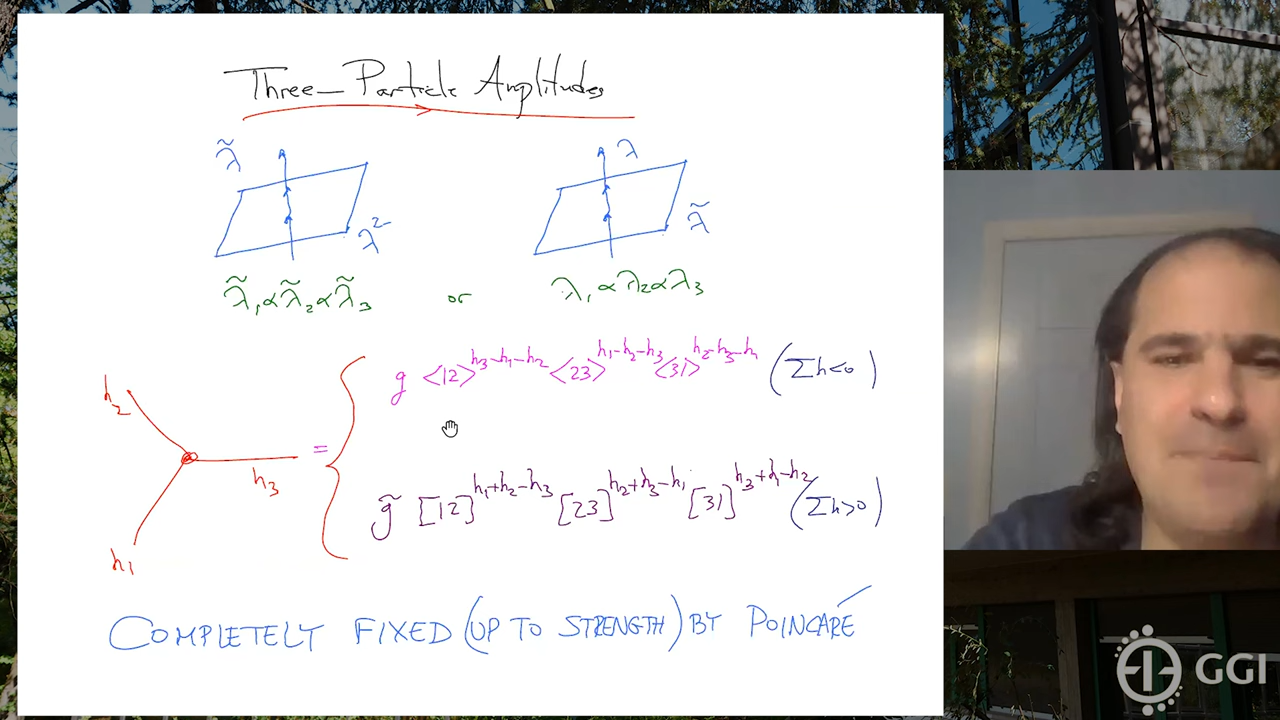 Three-Particle Amplitudes
λ̃ λ
λ² λ̃
λ̃₁ ∝ λ̃₂ ∝ λ̃₃ or λ₁ ∝ λ₂ ∝ λ₃
g <12>^{h₃-h₁-h₂} <23>^{h₁-h₂-h₃} <31>^{h₂-h₃-h₁} (Σh<0)
h₂
=
h₃
g̃ [12]^{h₁+h₂-h₃} [23]^{h₂+h₃-h₁} [31]^{h₃+h₁-h₂} (Σh>0)
h₁
COMPLETELY FIXED (UP TO STRENGTH) BY POINCARÉ
GGI